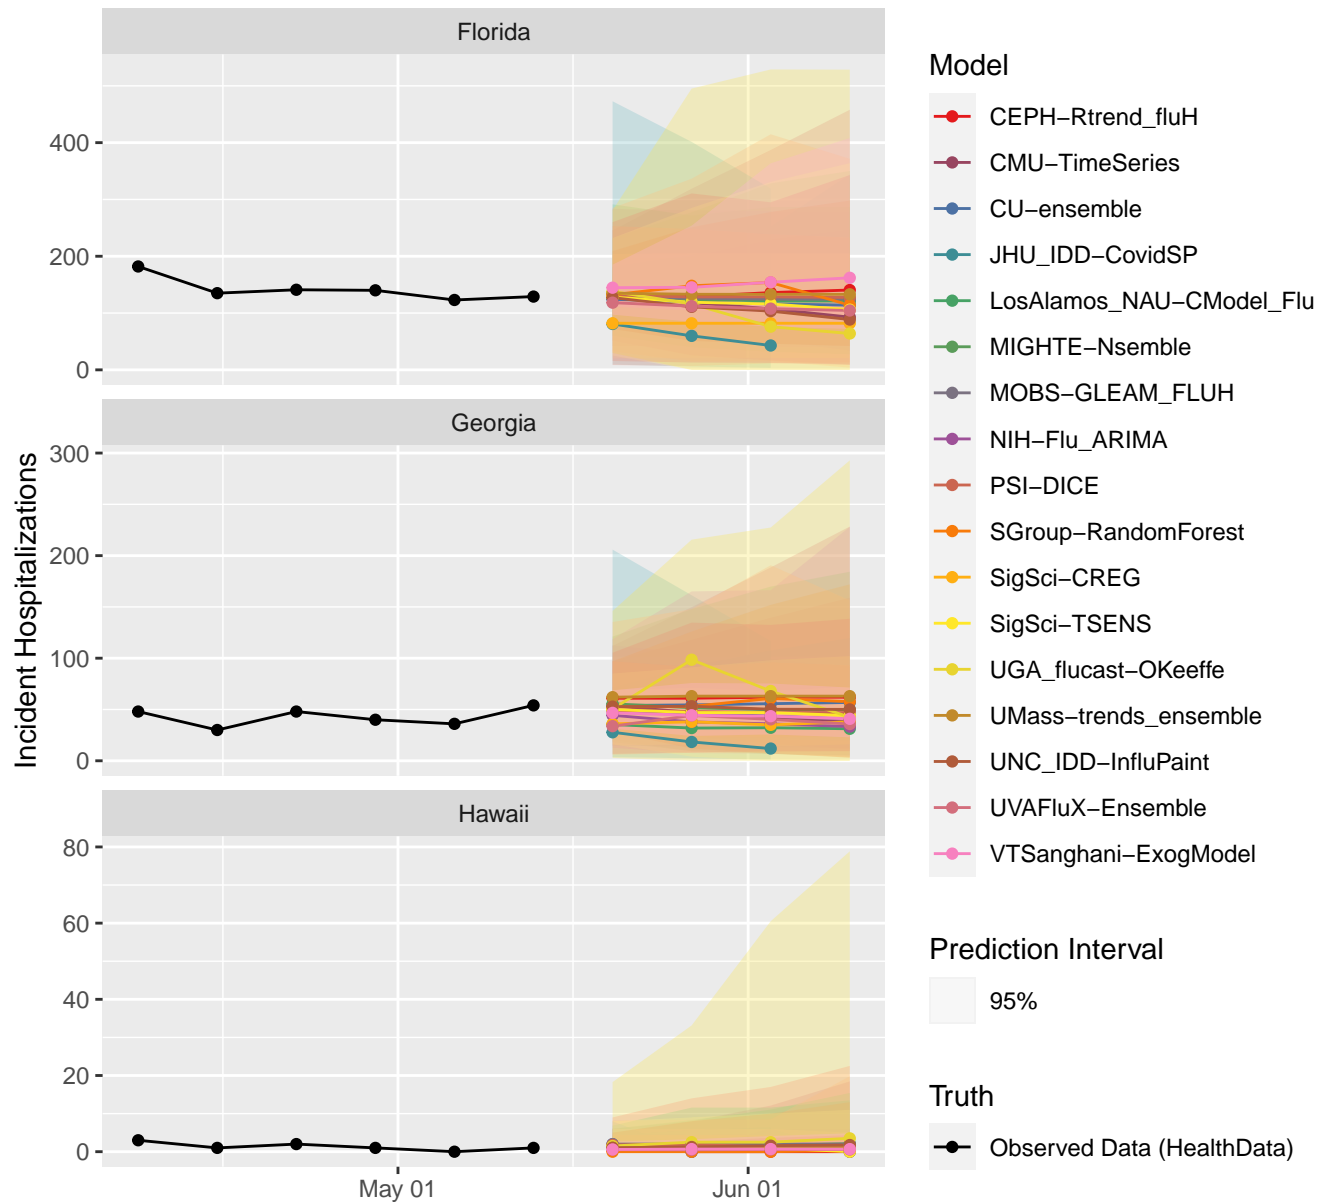 Florida
400
200
0
Georgia
300
200
100
0
Hawaii
80
60
40
20
0
May 01
Jun 01
Incident Hospitalizations
Model
CEPH−Rtrend_fluH
CMU−TimeSeries
CU−ensemble
JHU_IDD−CovidSP
LosAlamos_NAU−CModel_Flu
MIGHTE−Nsemble
MOBS−GLEAM_FLUH
NIH−Flu_ARIMA
PSI−DICE
SGroup−RandomForest
SigSci−CREG
SigSci−TSENS
UGA_flucast−OKeeffe
UMass−trends_ensemble
UNC_IDD−InfluPaint
UVAFluX−Ensemble
VTSanghani−ExogModel
Prediction Interval
95%
Truth
Observed Data (HealthData)